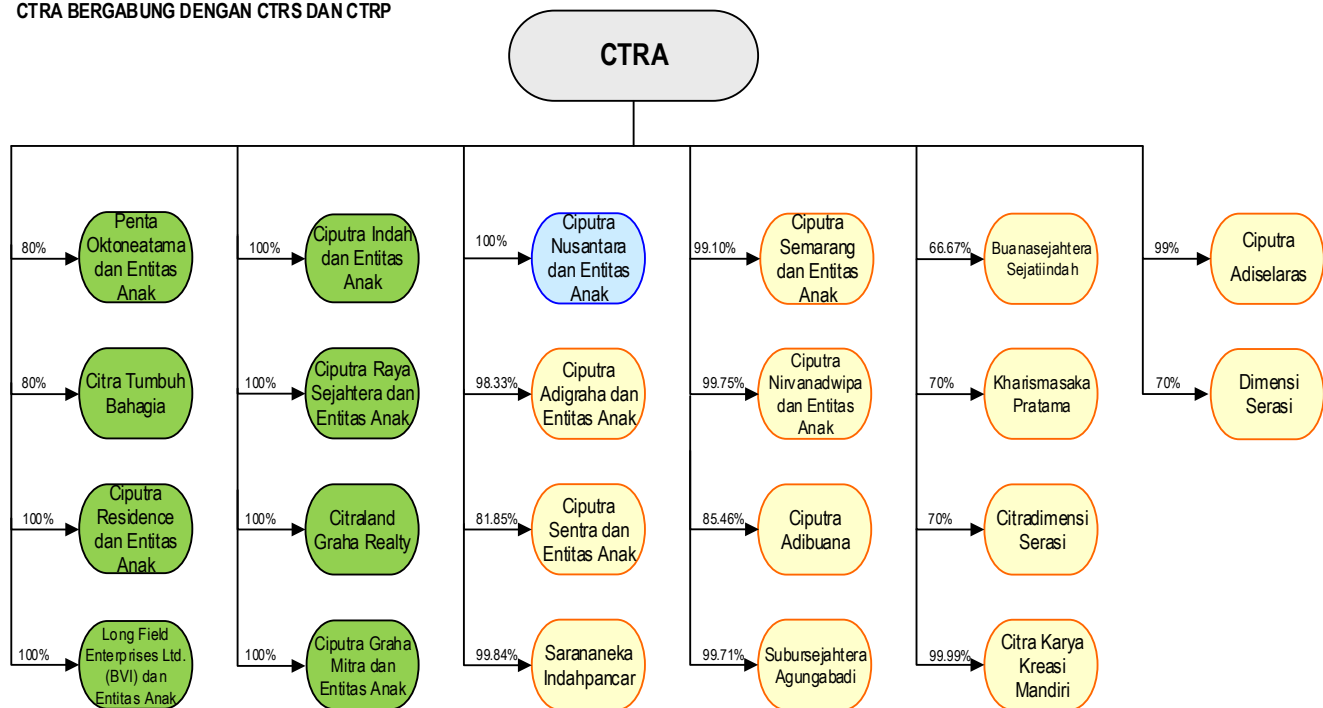 CTRA BERGABUNG DENGAN CTRS DAN CTRP
CTRA
80%
Penta
Oktoneatama
dan Entitas
Anak
100%
Ciputra Indah
dan Entitas
Anak
100%
Ciputra
Nusantara
dan Entitas
Anak
99.10%
Ciputra
Semarang
dan Entitas
Anak
66.67%
Buanasejahtera
Sejatiindah
99%
Ciputra
Adiselaras
80%
Citra Tumbuh
Bahagia
100%
Ciputra Raya
Sejahtera dan
Entitas Anak
98.33%
Ciputra
Adigraha dan
Entitas Anak
99.75%
Ciputra
Nirvanadwipa
dan Entitas
Anak
70%
Kharismasaka
Pratama
70%
Dimensi
Serasi
100%
Ciputra
Residence
dan Entitas
Anak
100%
Citraland
Graha Realty
81.85%
Ciputra
Sentra dan
Entitas Anak
85.46%
Ciputra
Adibuana
70%
Citradimensi
Serasi
100%
Long Field
Enterprises Ltd.
(BVI) dan
Entitas Anak
100%
Ciputra Graha
Mitra dan
Entitas Anak
99.84%
Sarananeka
Indahpancar
99.71%
Subursejahtera
Agungabadi
99.99%
Citra Karya
Kreasi
Mandiri